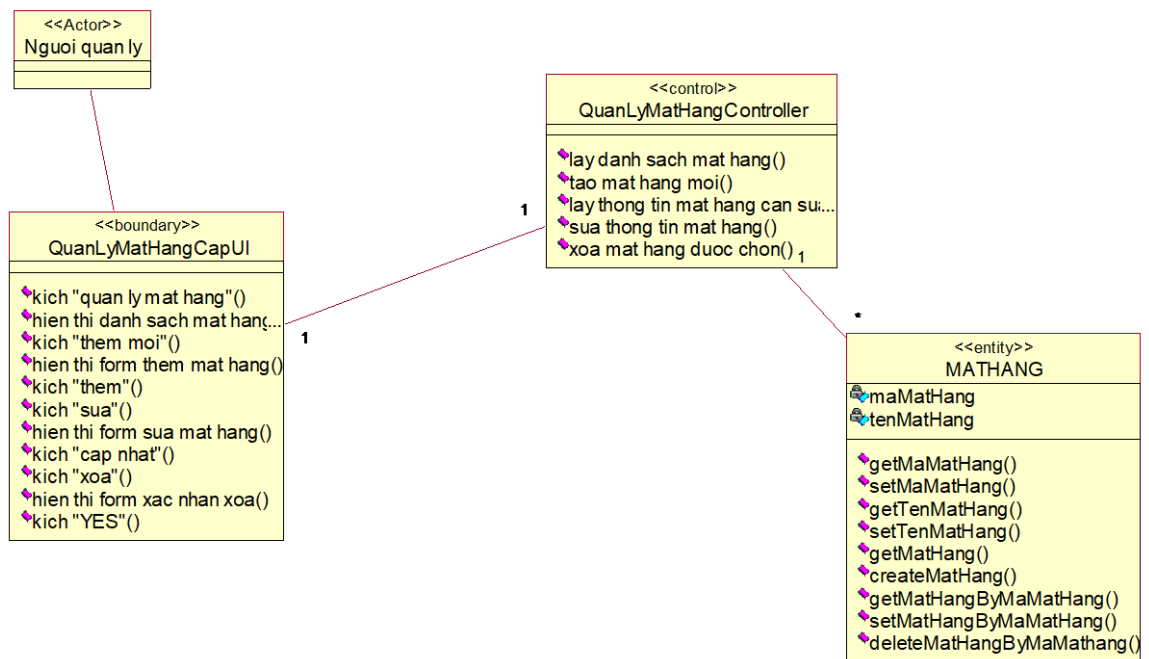 <<Actor>>
Nguoi quan ly
<<boundary>>
QuanLyMatHangCapUI
kich "quan ly mat hang"()
hien thi danh sach mat hang...
kich "them moi"()
hien thi form them mat hang()
kich "them"()
kich "sua"()
hien thi form sua mat hang()
kich "cap nhat"()
kich "xoa"()
hien thi form xac nhan xoa()
kich "YES"()
1
1
<<control>>
QuanLyMatHangController
lay danh sach mat hang()
tao mat hang moi()
lay thong tin mat hang can sua...
sua thong tin mat hang()
xoa mat hang duoc chon()
1
*
<<entity>>
MATHANG
maMatHang
tenMatHang
getMaMatHang()
setMaMatHang()
getTenMatHang()
setTenMatHang()
getMatHang()
createMatHang()
getMatHangByMaMatHang()
setMatHangByMaMatHang()
deleteMatHangByMaMathang()